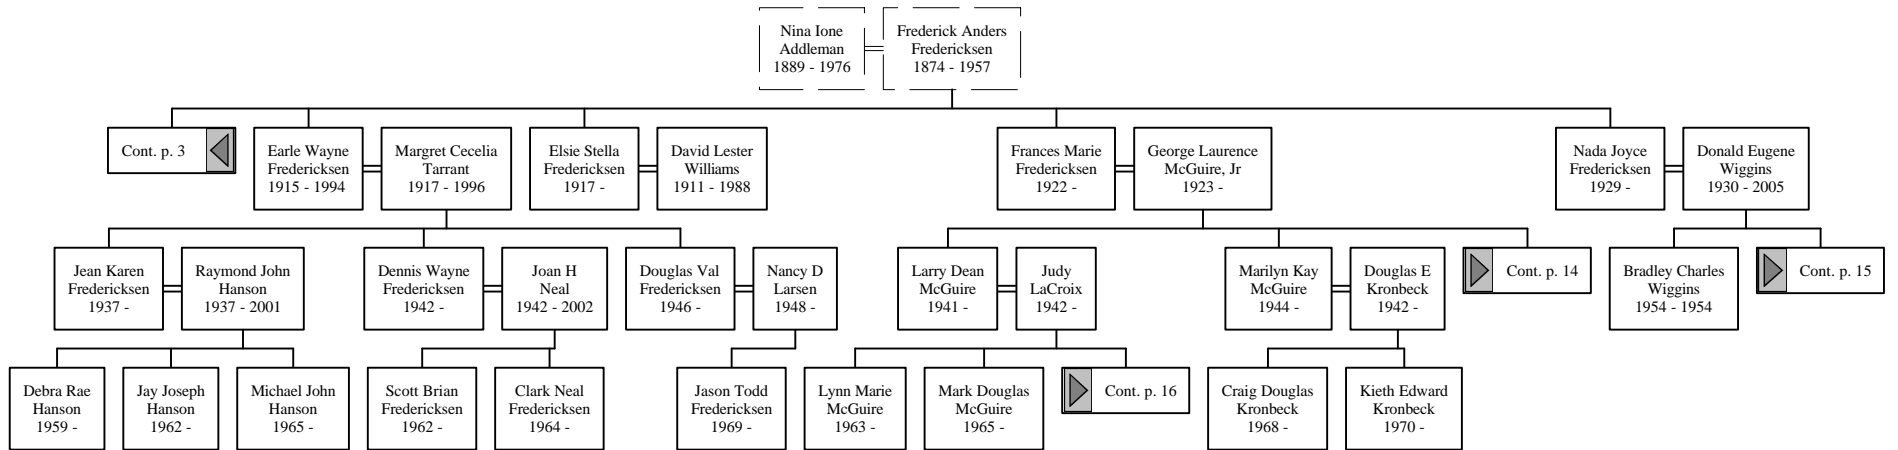 Nina Ione
Addleman
1889 - 1976
Frederick Anders
Fredericksen
1874 - 1957
Cont. p. 3
Earle Wayne
Fredericksen
1915 - 1994
Margret Cecelia
Tarrant
1917 - 1996
Elsie Stella
Fredericksen
1917 -
David Lester
Williams
1911 - 1988
Frances Marie
Fredericksen
1922 -
George Laurence
McGuire, Jr
1923 -
Nada Joyce
Fredericksen
1929 -
Donald Eugene
Wiggins
1930 - 2005
Jean Karen
Fredericksen
1937 -
Raymond John
Hanson
1937 - 2001
Dennis Wayne
Fredericksen
1942 -
Joan H
Neal
1942 - 2002
Douglas Val
Fredericksen
1946 -
Nancy D
Larsen
1948 -
Larry Dean
McGuire
1941 -
Judy
LaCroix
1942 -
Marilyn Kay
McGuire
1944 -
Douglas E
Kronbeck
1942 -
Cont. p. 14
Bradley Charles
Wiggins
1954 - 1954
Cont. p. 15
Debra Rae
Hanson
1959 -
Jay Joseph
Hanson
1962 -
Michael John
Hanson
1965 -
Scott Brian
Fredericksen
1962 -
Clark Neal
Fredericksen
1964 -
Jason Todd
Fredericksen
1969 -
Lynn Marie
McGuire
1963 -
Mark Douglas
McGuire
1965 -
Cont. p. 16
Craig Douglas
Kronbeck
1968 -
Kieth Edward
Kronbeck
1970 -